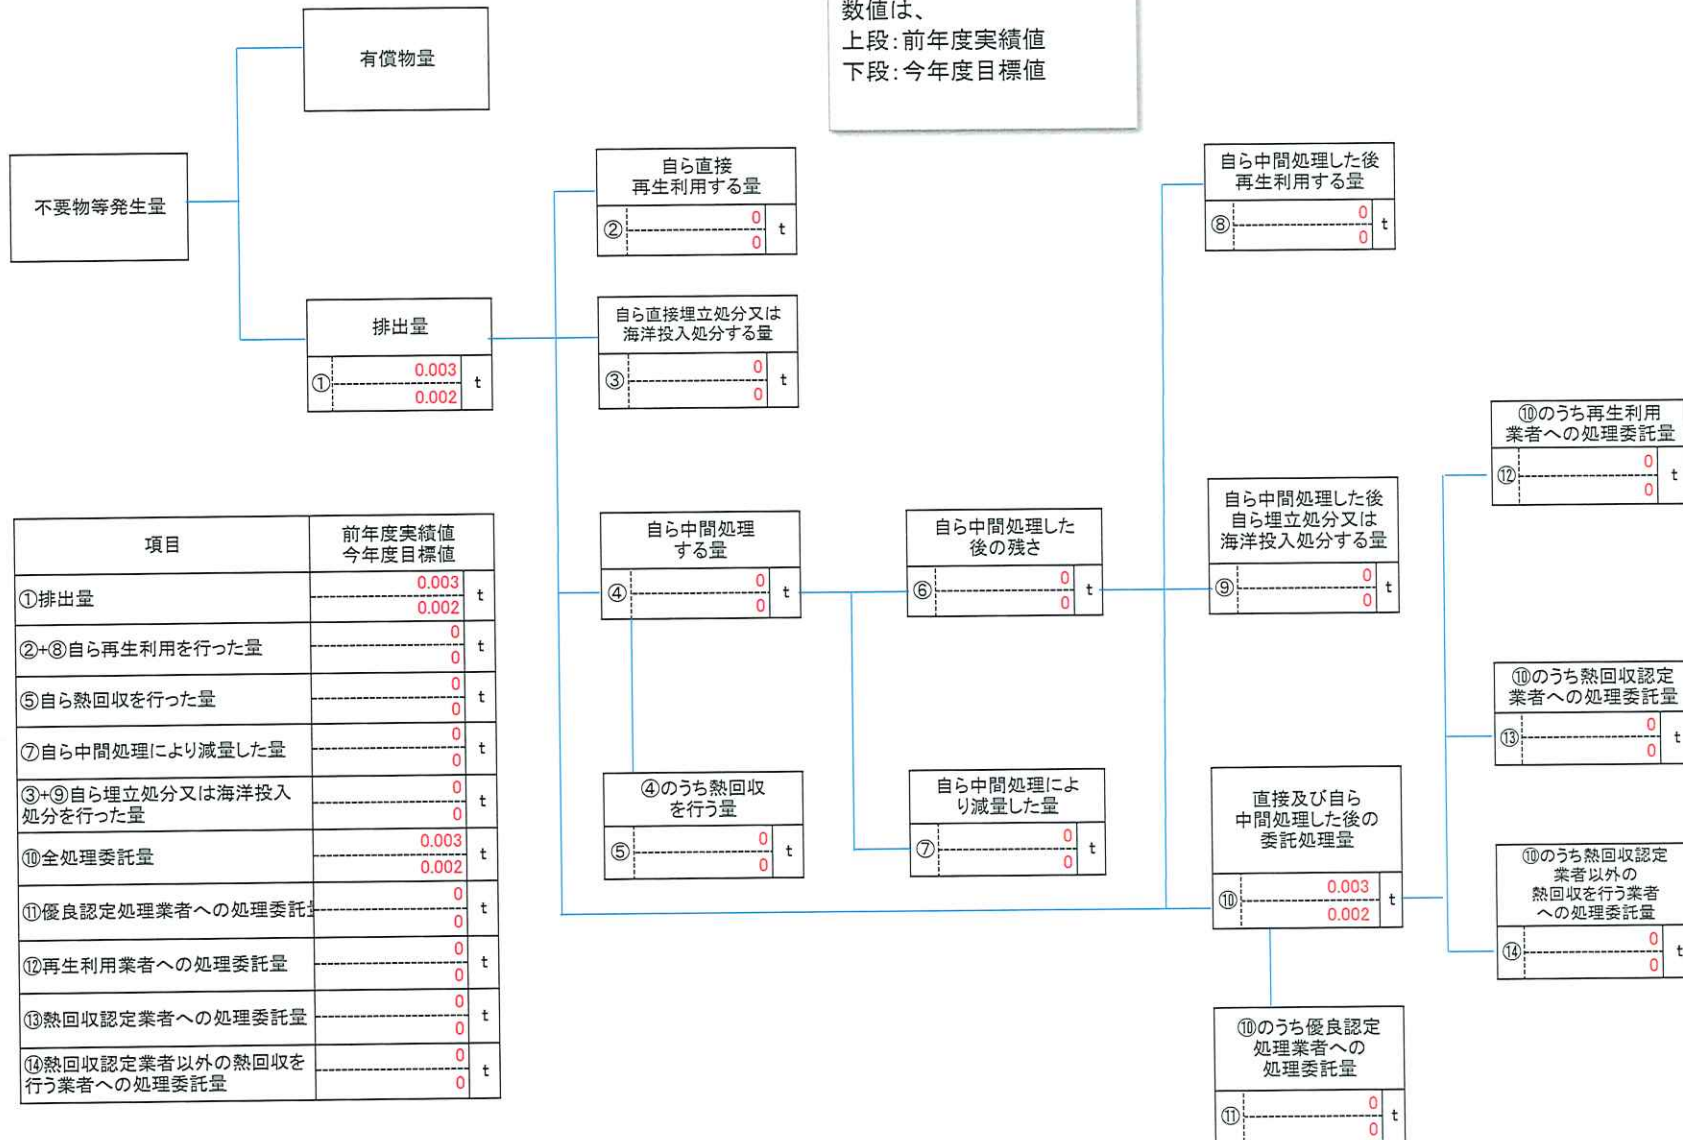 数値は、
上段:前年度実績値
下段:今年度目標値
有償物量
不要物等発生量
排出量
① 0.003 t
0.002
自ら直接
再生利用する量
② 0 t
0
自ら直接埋立処分又は
海洋投入処分する量
③ 0 t
0
自ら中間処理
する量
④ 0 t
0
④のうち熱回収
を行う量
⑤ 0 t
0
自ら中間処理した
後の残さ
⑥ 0 t
0
自ら中間処理によ
り減量した量
⑦ 0 t
0
自ら中間処理した後
再生利用する量
⑧ 0 t
0
自ら中間処理した後
自ら埋立処分又は
海洋投入処分する量
⑨ 0 t
0
直接及び自ら
中間処理した後の
委託処理量
⑩ 0.003 t
0.002
⑩のうち優良認定
処理業者への
処理委託量
⑪ 0 t
0
⑩のうち再生利用
業者への処理委託量
⑫ 0 t
0
⑩のうち熱回収認定
業者への処理委託量
⑬ 0 t
0
⑩のうち熱回収認定
業者以外の
熱回収を行う業者
への処理委託量
⑭ 0 t
0
項目 前年度実績値
今年度目標値
①排出量 0.003 t
0.002
②+⑧自ら再生利用を行った量 0 t
0
⑤自ら熱回収を行った量 0 t
0
⑦自ら中間処理により減量した量 0 t
0
③+⑨自ら埋立処分又は海洋投入
処分を行った量 0 t
0
⑩全処理委託量 0.003 t
0.002
⑪優良認定処理業者への処理委託 0 t
0
⑫再生利用業者への処理委託量 0 t
0
⑬熱回収認定業者への処理委託量 0 t
0
⑭熱回収認定業者以外の熱回収を
行う業者への処理委託量 0 t
0